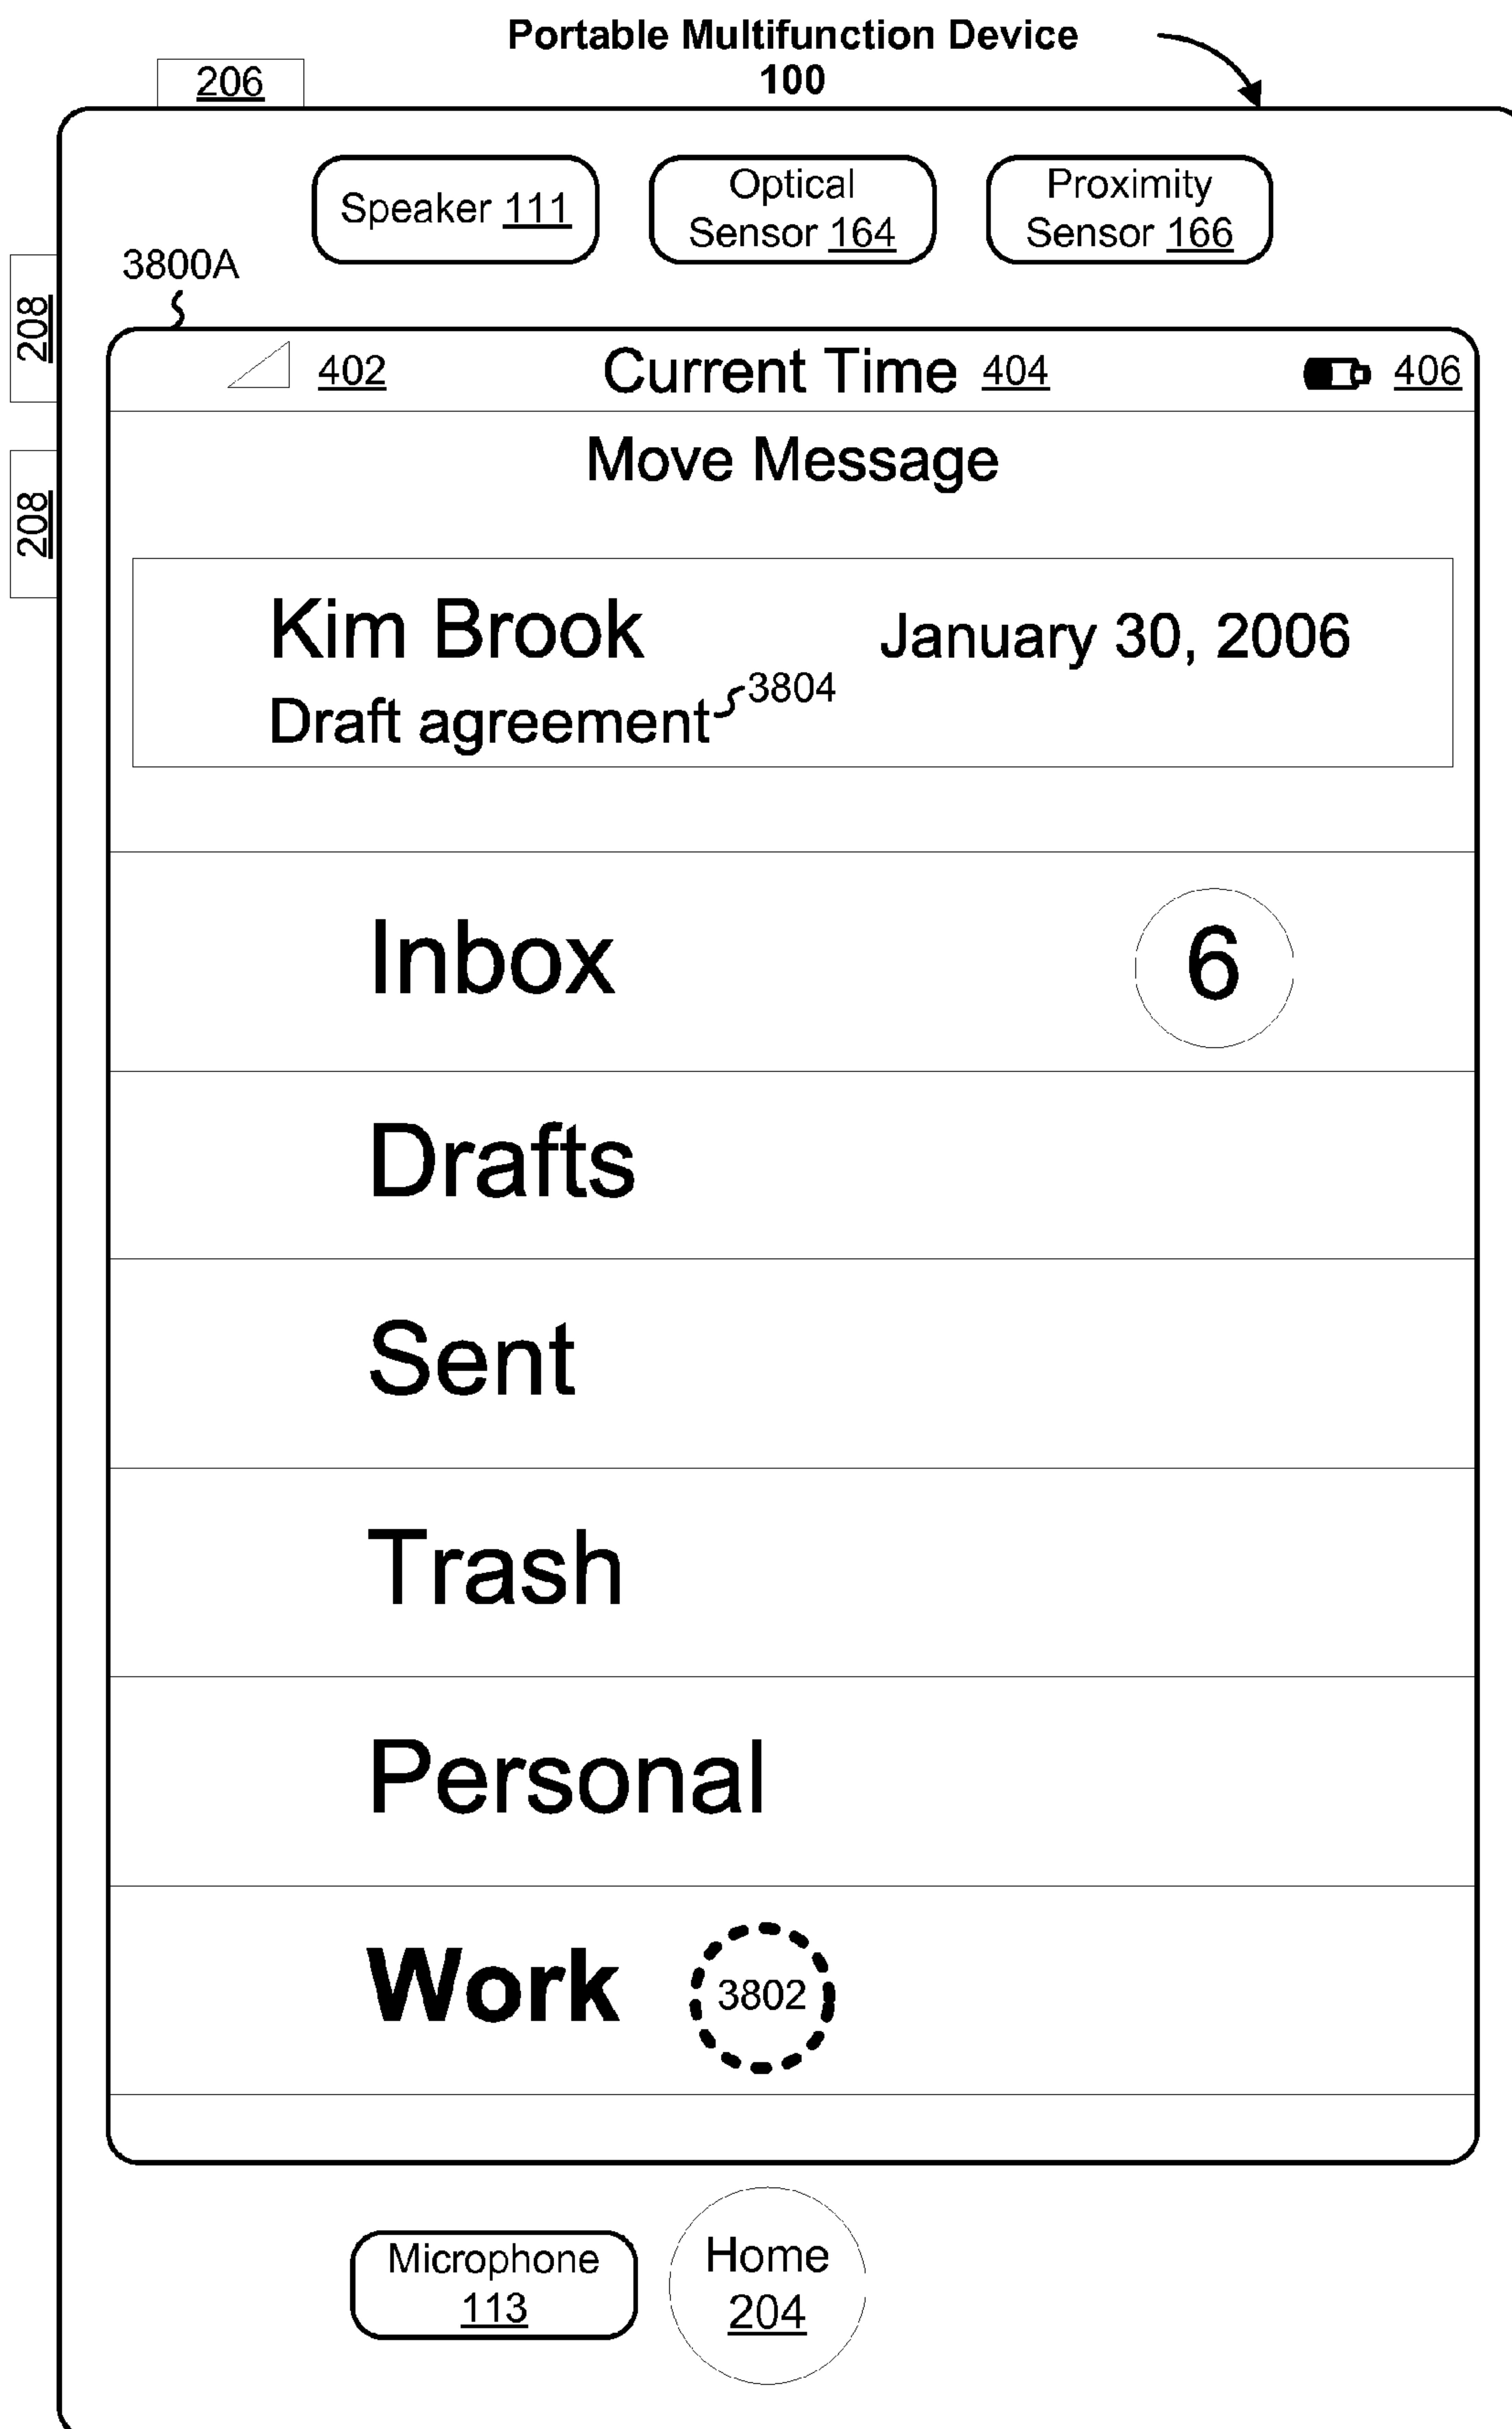 Portable Multifunction Device
100
206
Speaker 111
Optical
Sensor 164
Proximity
Sensor 166
3800A
208
208
402
Current Time 404
406
Move Message
Kim Brook
January 30, 2006
Draft agreement
3804
Inbox
6
Drafts
Sent
Trash
Personal
Work
3802
Microphone
113
Home
204